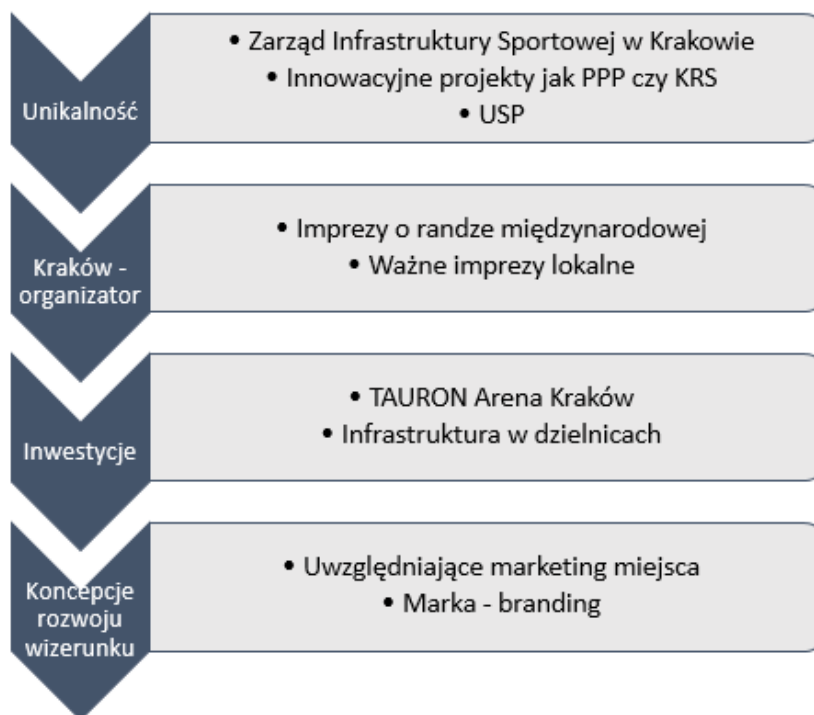 Unikalność
• Zarząd Infrastruktury Sportowej w Krakowie
• Innowacyjne projekty jak PPP czy KRS
• USP
Kraków -
organizator
• Imprezy o randze międzynarodowej
• Ważne imprezy lokalne
Inwestycje
• TAURON Arena Kraków
• Infrastruktura w dzielnicach
Koncepcje
rozwoju
wizerunku
• Uwzględniające marketing miejsca
• Marka - branding